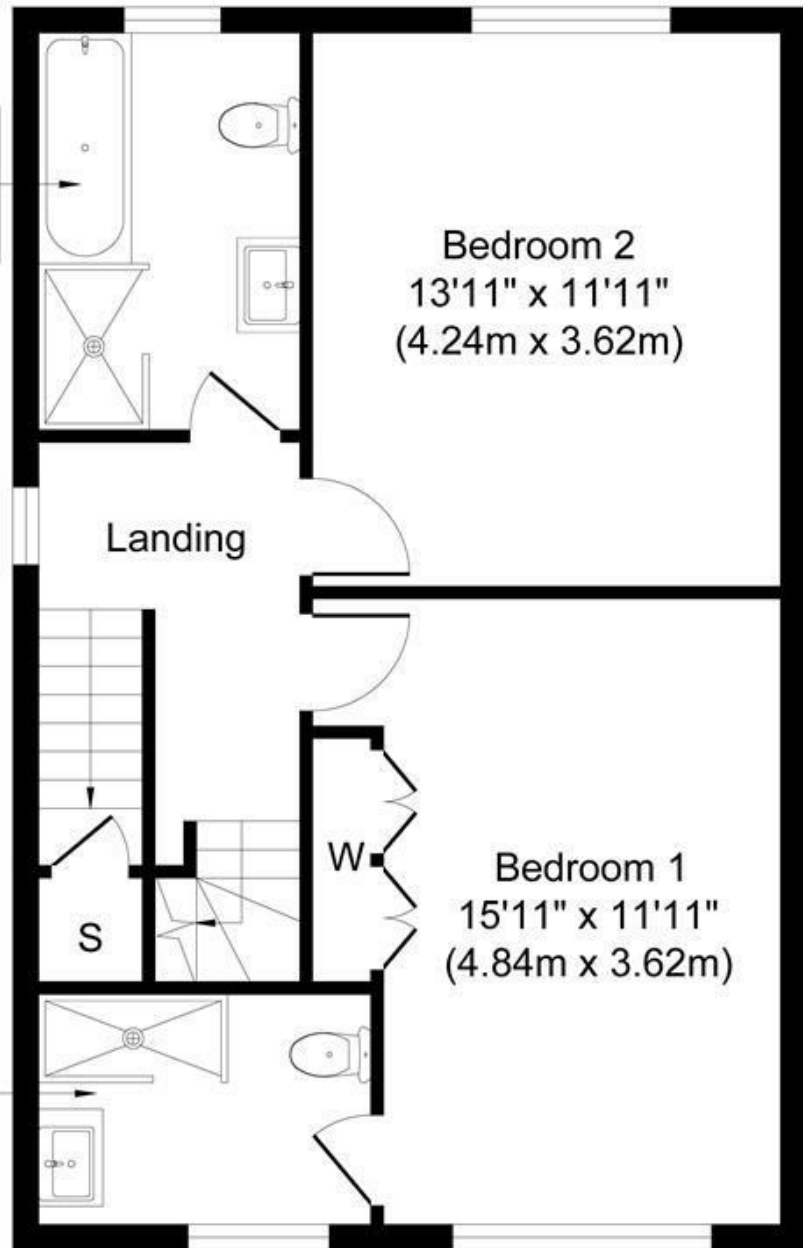 Bedroom 2
13'11" x 11'11"
(4.24m x 3.62m)
Landing
W
Bedroom 1
15'11" x 11'11"
(4.84m x 3.62m)
S